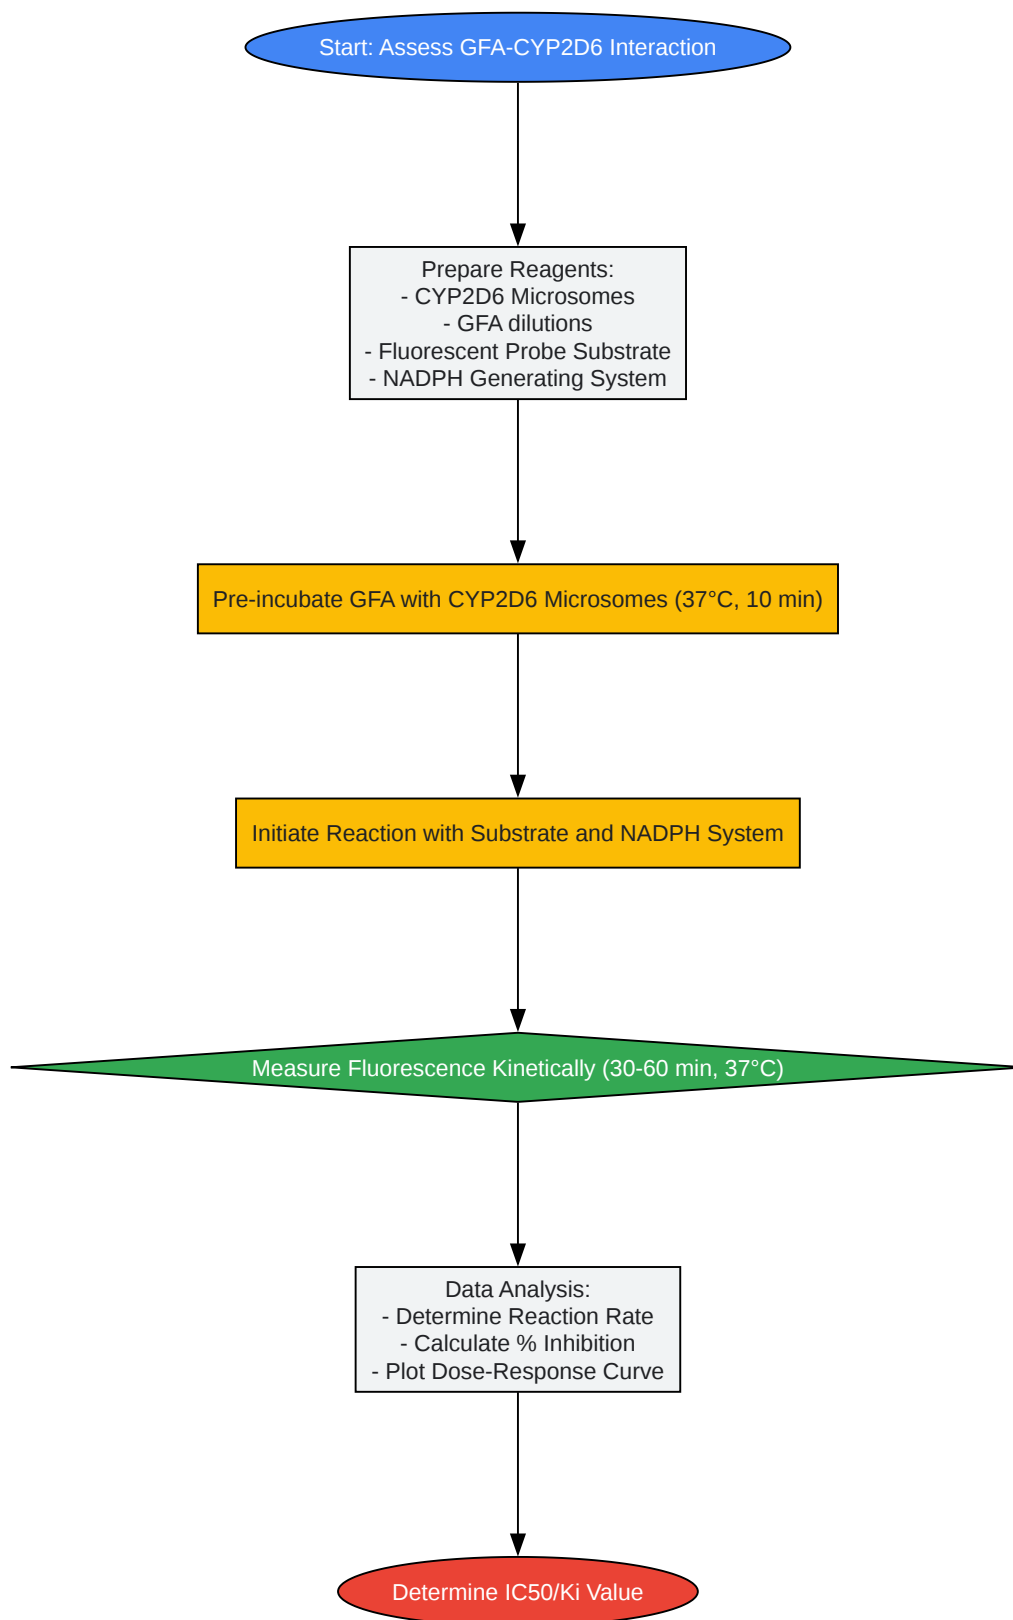 Start: Assess GFA-CYP2D6 Interaction
Prepare Reagents:
- CYP2D6 Microsomes
- GFA dilutions
- Fluorescent Probe Substrate
- NADPH Generating System
Pre-incubate GFA with CYP2D6 Microsomes (37°C, 10 min)
Initiate Reaction with Substrate and NADPH System
Measure Fluorescence Kinetically (30-60 min, 37°C)
Data Analysis:
- Determine Reaction Rate
- Calculate % Inhibition
- Plot Dose-Response Curve
Determine IC50/Ki Value